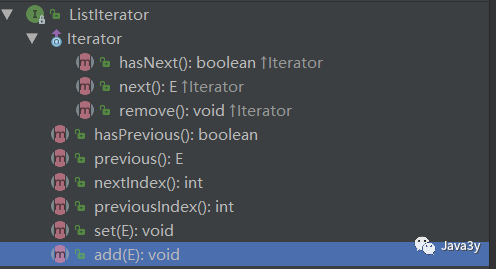 ListIterator
Iterator
hasNext(): boolean ↑Iterator
next(): E ↑Iterator
remove(): void ↑Iterator
hasPrevious(): boolean
previous(): E
nextIndex(): int
previousIndex(): int
set(E): void
add(E): void
Java3y